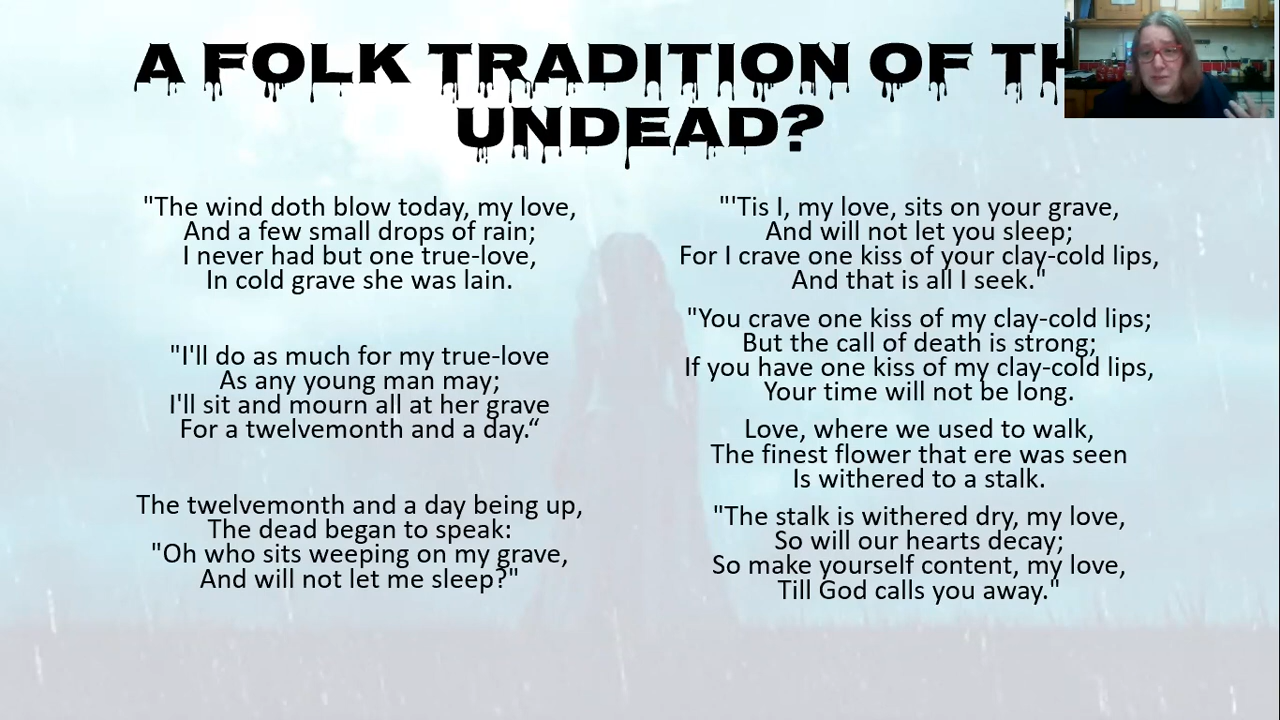 A FOLK TRADITION OF TH
UNDEAD?
"The wind doth blow today, my love,
And a few small drops of rain;
I never had but one true-love,
In cold grave she was lain.
"I'll do as much for my true-love
As any young man may;
I'll sit and mourn all at her grave
For a twelvemonth and a day.“
The twelvemonth and a day being up,
The dead began to speak:
"Oh who sits weeping on my grave,
And will not let me sleep?"
"'Tis I, my love, sits on your grave,
And will not let you sleep;
For I crave one kiss of your clay-cold lips,
And that is all I seek."
"You crave one kiss of my clay-cold lips;
But the call of death is strong;
If you have one kiss of my clay-cold lips,
Your time will not be long.
Love, where we used to walk,
The finest flower that ere was seen
Is withered to a stalk.
"The stalk is withered dry, my love,
So will our hearts decay;
So make yourself content, my love,
Till God calls you away."